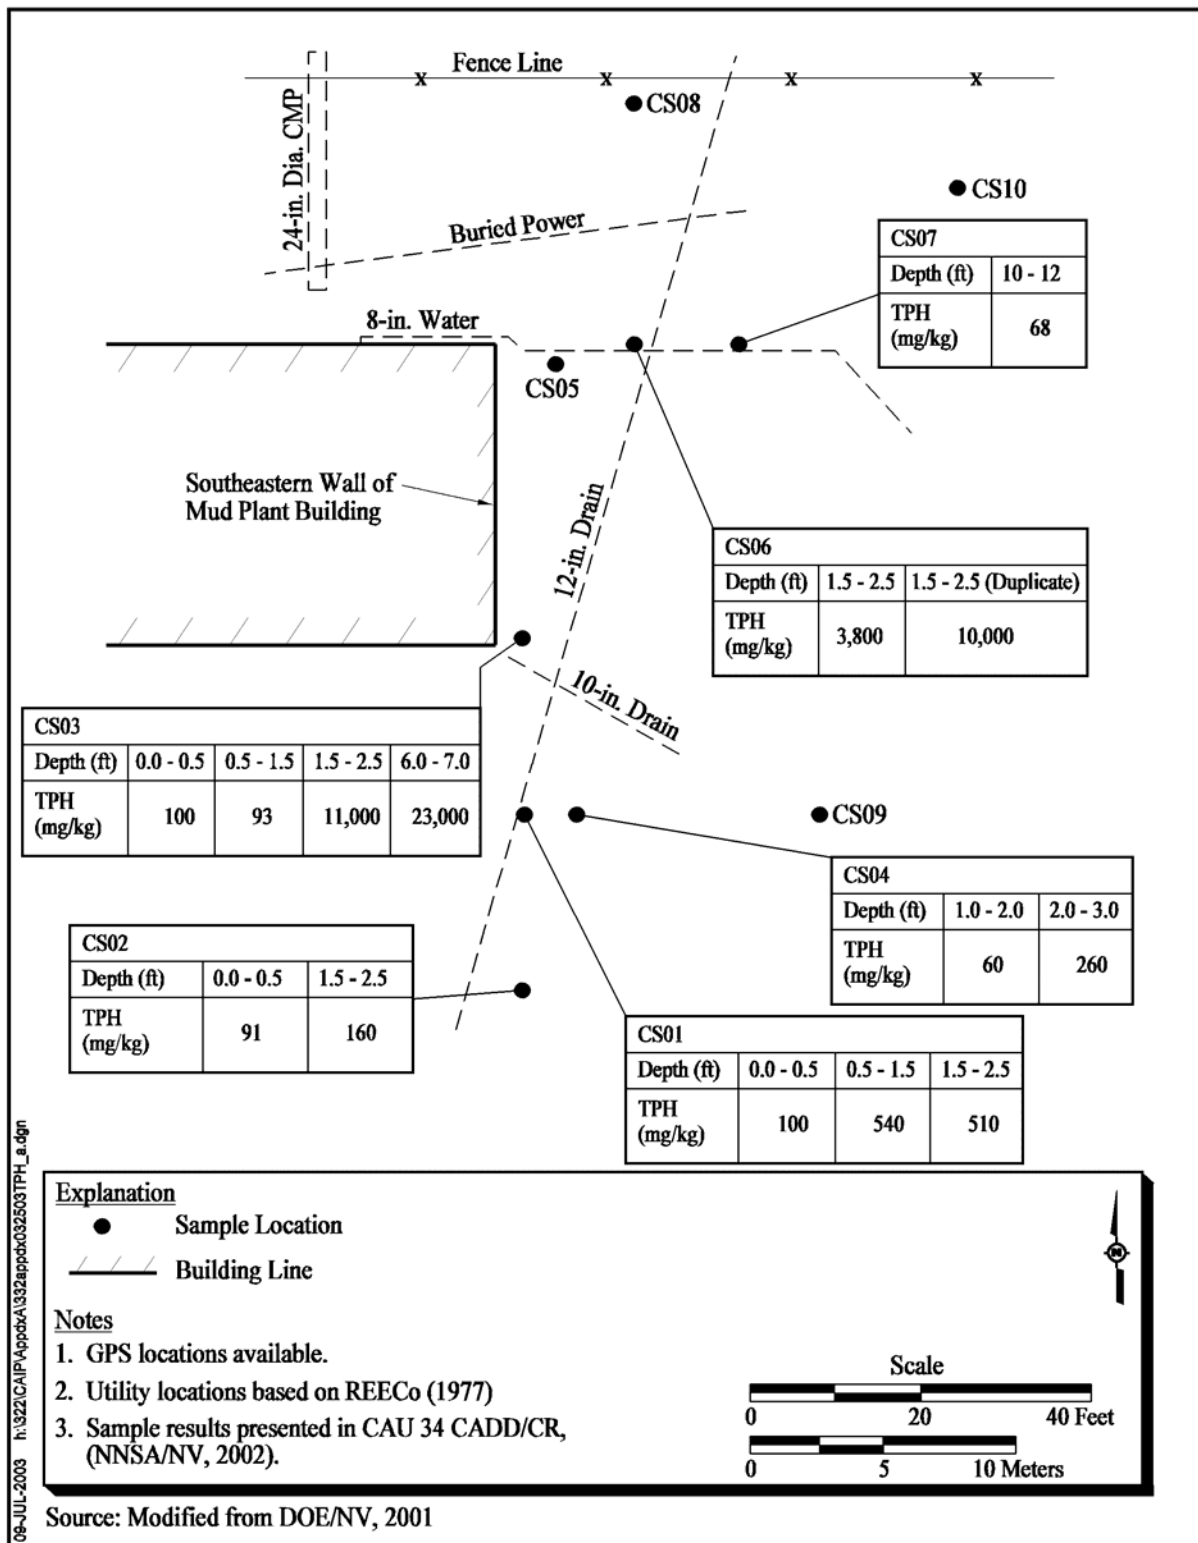 Fence Line
x x x x
CS08
24-in. Dia. CMP
CS10
Buried Power
CS07
Depth (ft) 10 - 12
TPH
(mg/kg) 68
8-in. Water
CS05
Southeastern Wall of
Mud Plant Building
12-in. Drain
CS06
Depth (ft) 1.5 - 2.5 1.5 - 2.5 (Duplicate)
TPH
(mg/kg) 3,800 10,000
10-in. Drain
CS03
Depth (ft) 0.0 - 0.5 0.5 - 1.5 1.5 - 2.5 6.0 - 7.0
TPH
(mg/kg) 100 93 11,000 23,000
CS09
CS04
Depth (ft) 1.0 - 2.0 2.0 - 3.0
TPH
(mg/kg) 60 260
CS02
Depth (ft) 0.0 - 0.5 1.5 - 2.5
TPH
(mg/kg) 91 160
CS01
Depth (ft) 0.0 - 0.5 0.5 - 1.5 1.5 - 2.5
TPH
(mg/kg) 100 540 510
Explanation
Sample Location
Building Line
N
Notes
1. GPS locations available.
2. Utility locations based on REECo (1977)
3. Sample results presented in CAU 34 CADD/CR,
(NNSA/NV, 2002).
Scale
0 20 40 Feet
0 5 10 Meters
09-JUL-2003 h:\322\CAIP\AppdxA\332appdx032503TPH_a.dgn
Source: Modified from DOE/NV, 2001